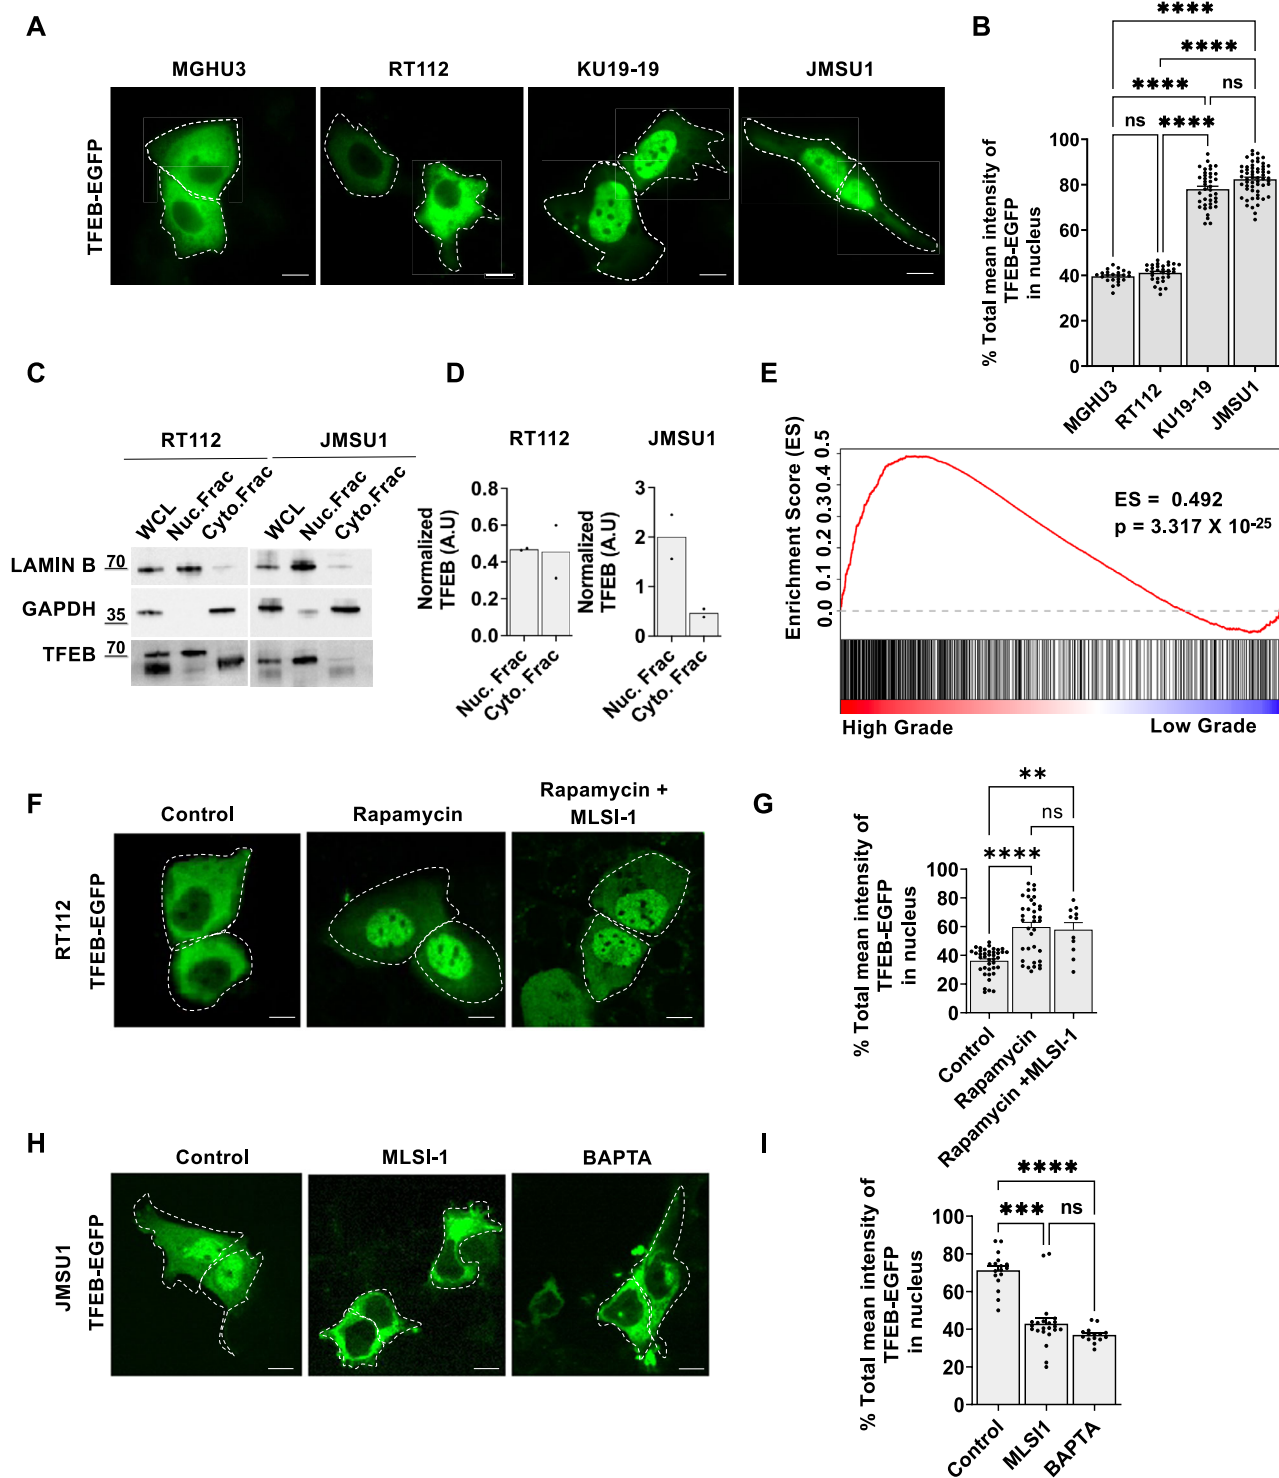 A
MGHU3
RT112
KU19-19
JMSU1
TFEB-EGFP
B
****
****
****
ns
ns
****
% Total mean intensity of
TFEB-EGFP
in nucleus
100
80
60
40
20
0
MGHU3
RT112
KU19-19
JMSU1
C
RT112
JMSU1
WCL
Nuc.Frac
Cyto.Frac
WCL
Nuc.Frac
Cyto.Frac
LAMIN B
70
GAPDH
35
TFEB
70
D
RT112
JMSU1
Normalized
TFEB (A.U)
0.8
0.6
0.4
0.2
0.0
Nuc. Frac
Cyto. Frac
Normalized
TFEB (A.U)
3
2
1
0
Nuc. Frac
Cyto. Frac
E
Enrichment Score (ES)
0.0 0.1 0.2 0.3 0.4 0.5
ES = 0.492
p = 3.317 X 10-25
High Grade
Low Grade
F
Control
Rapamycin
Rapamycin +
MLSI-1
RT112
TFEB-EGFP
G
**
ns
****
% Total mean intensity of
TFEB-EGFP
in nucleus
100
80
60
40
20
0
Control
Rapamycin
Rapamycin +MLSI-1
H
Control
MLSI-1
BAPTA
JMSU1
TFEB-EGFP
I
****
***
ns
% Total mean intensity of
TFEB-EGFP
in nucleus
100
80
60
40
20
0
Control
MLSI1
BAPTA